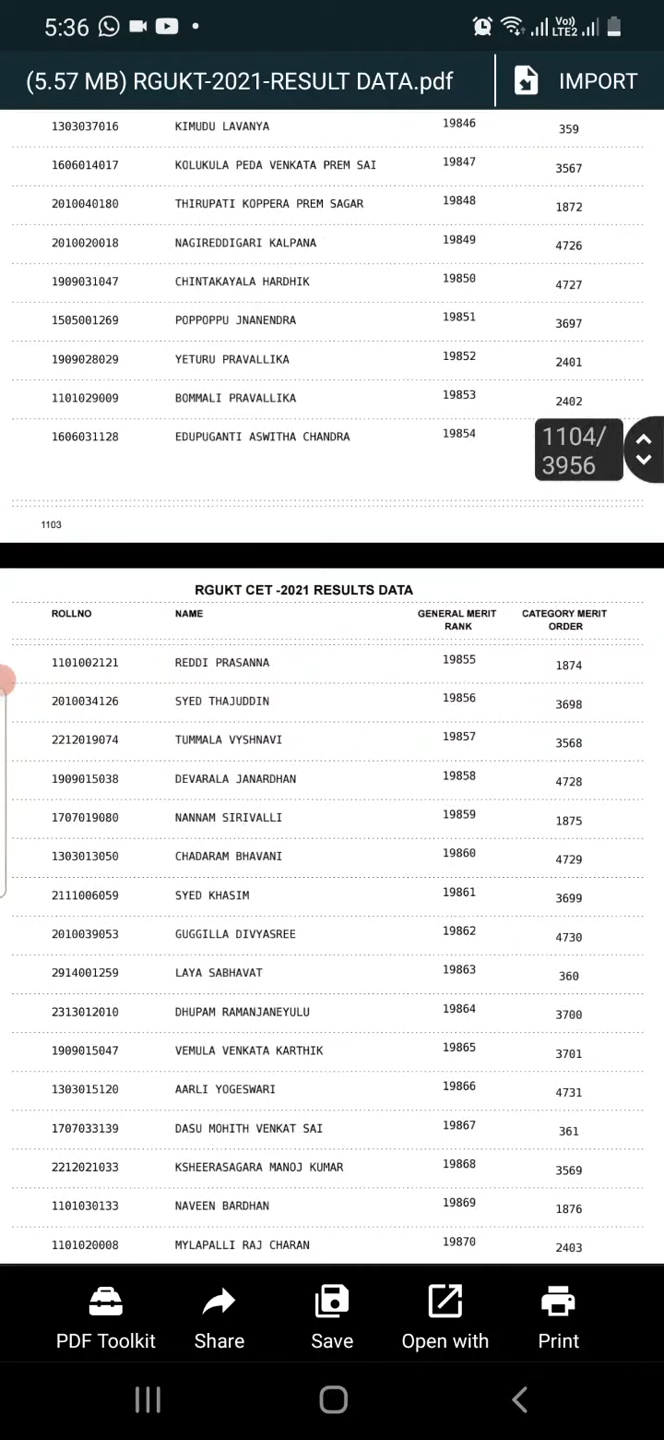 5:36 Vo)) LTE2
(5.57 MB) RGUKT-2021-RESULT DATA.pdf IMPORT
1303037016 KIMUDU LAVANYA 19846 359
1606014017 KOLUKULA PEDA VENKATA PREM SAI 19847 3567
2010040180 THIRUPATI KOPPERA PREM SAGAR 19848 1872
2010020018 NAGIREDDIGARI KALPANA 19849 4726
1909031047 CHINTAKAYALA HARDHIK 19850 4727
1505001269 POPPOPPU JNANENDRA 19851 3697
1909028029 YETURU PRAVALLIKA 19852 2401
1101029009 BOMMALI PRAVALLIKA 19853 2402
1606031128 EDUPUGANTI ASWITHA CHANDRA 19854
1104/
3956
1103
RGUKT CET -2021 RESULTS DATA
ROLLNO NAME GENERAL MERIT RANK CATEGORY MERIT ORDER
1101002121 REDDI PRASANNA 19855 1874
2010034126 SYED THAJUDDIN 19856 3698
2212019074 TUMMALA VYSHNAVI 19857 3568
1909015038 DEVARALA JANARDHAN 19858 4728
1707019080 NANNAM SIRIVALLI 19859 1875
1303013050 CHADARAM BHAVANI 19860 4729
2111006059 SYED KHASIM 19861 3699
2010039053 GUGGILLA DIVYASREE 19862 4730
2914001259 LAYA SABHAVAT 19863 360
2313012010 DHUPAM RAMANJANEYULU 19864 3700
1909015047 VEMULA VENKATA KARTHIK 19865 3701
1303015120 AARLI YOGESWARI 19866 4731
1707033139 DASU MOHITH VENKAT SAI 19867 361
2212021033 KSHEERASAGARA MANOJ KUMAR 19868 3569
1101030133 NAVEEN BARDHAN 19869 1876
1101020008 MYLAPALLI RAJ CHARAN 19870 2403
PDF Toolkit Share Save Open with Print